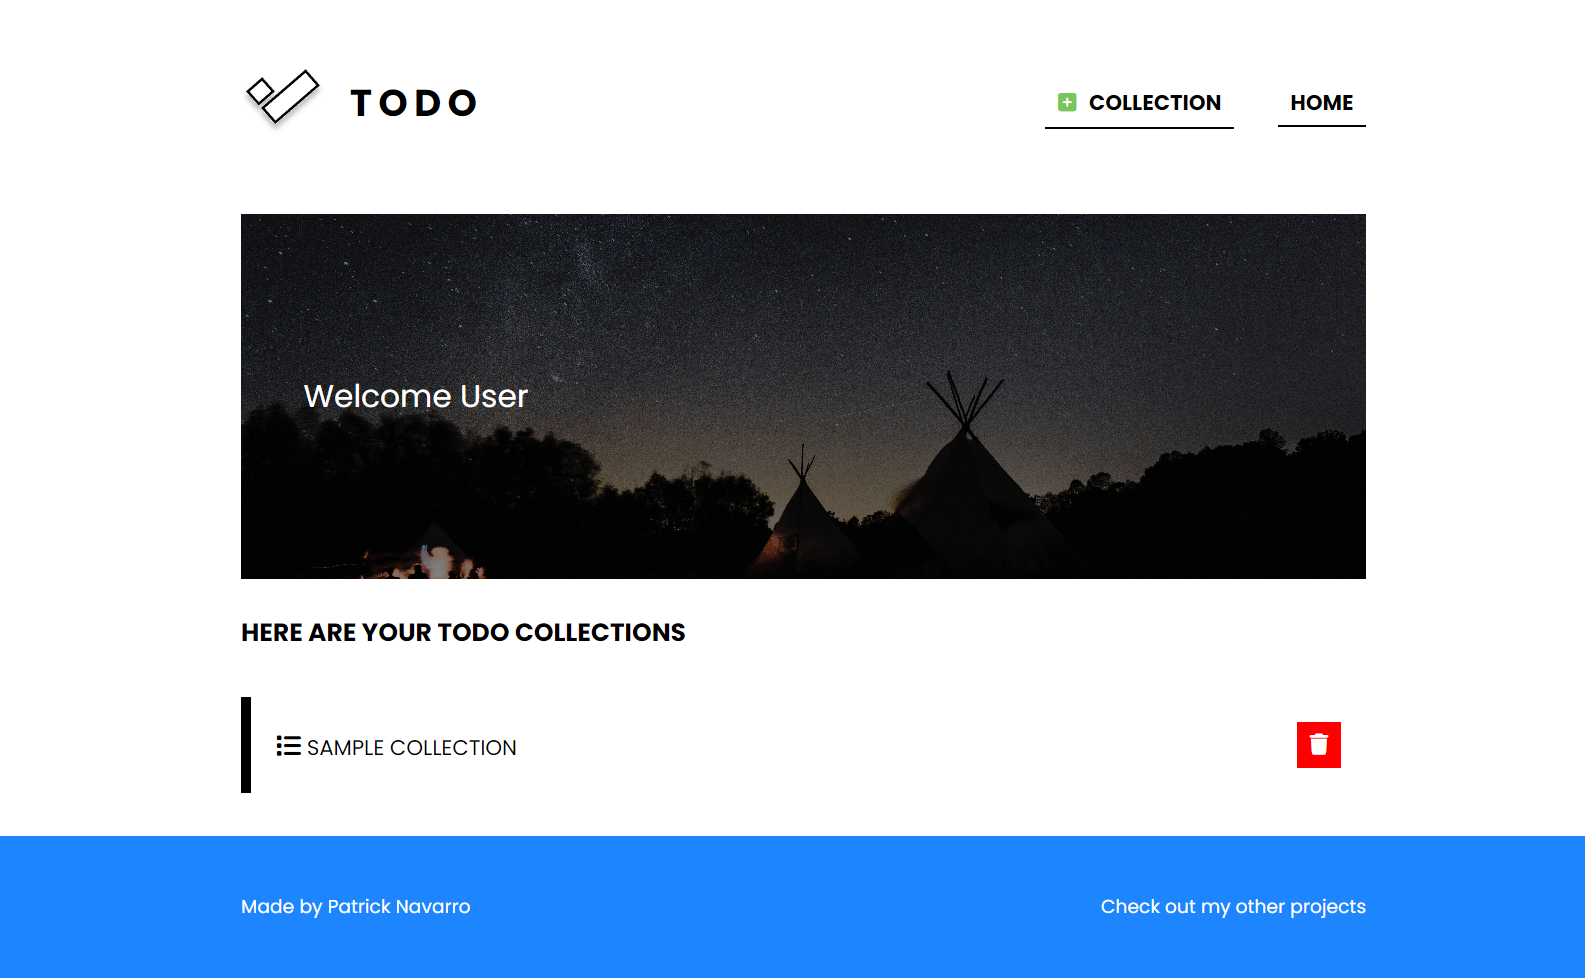 TODO
COLLECTION
HOME
Welcome User
HERE ARE YOUR TODO COLLECTIONS
SAMPLE COLLECTION
Made by Patrick Navarro
Check out my other projects